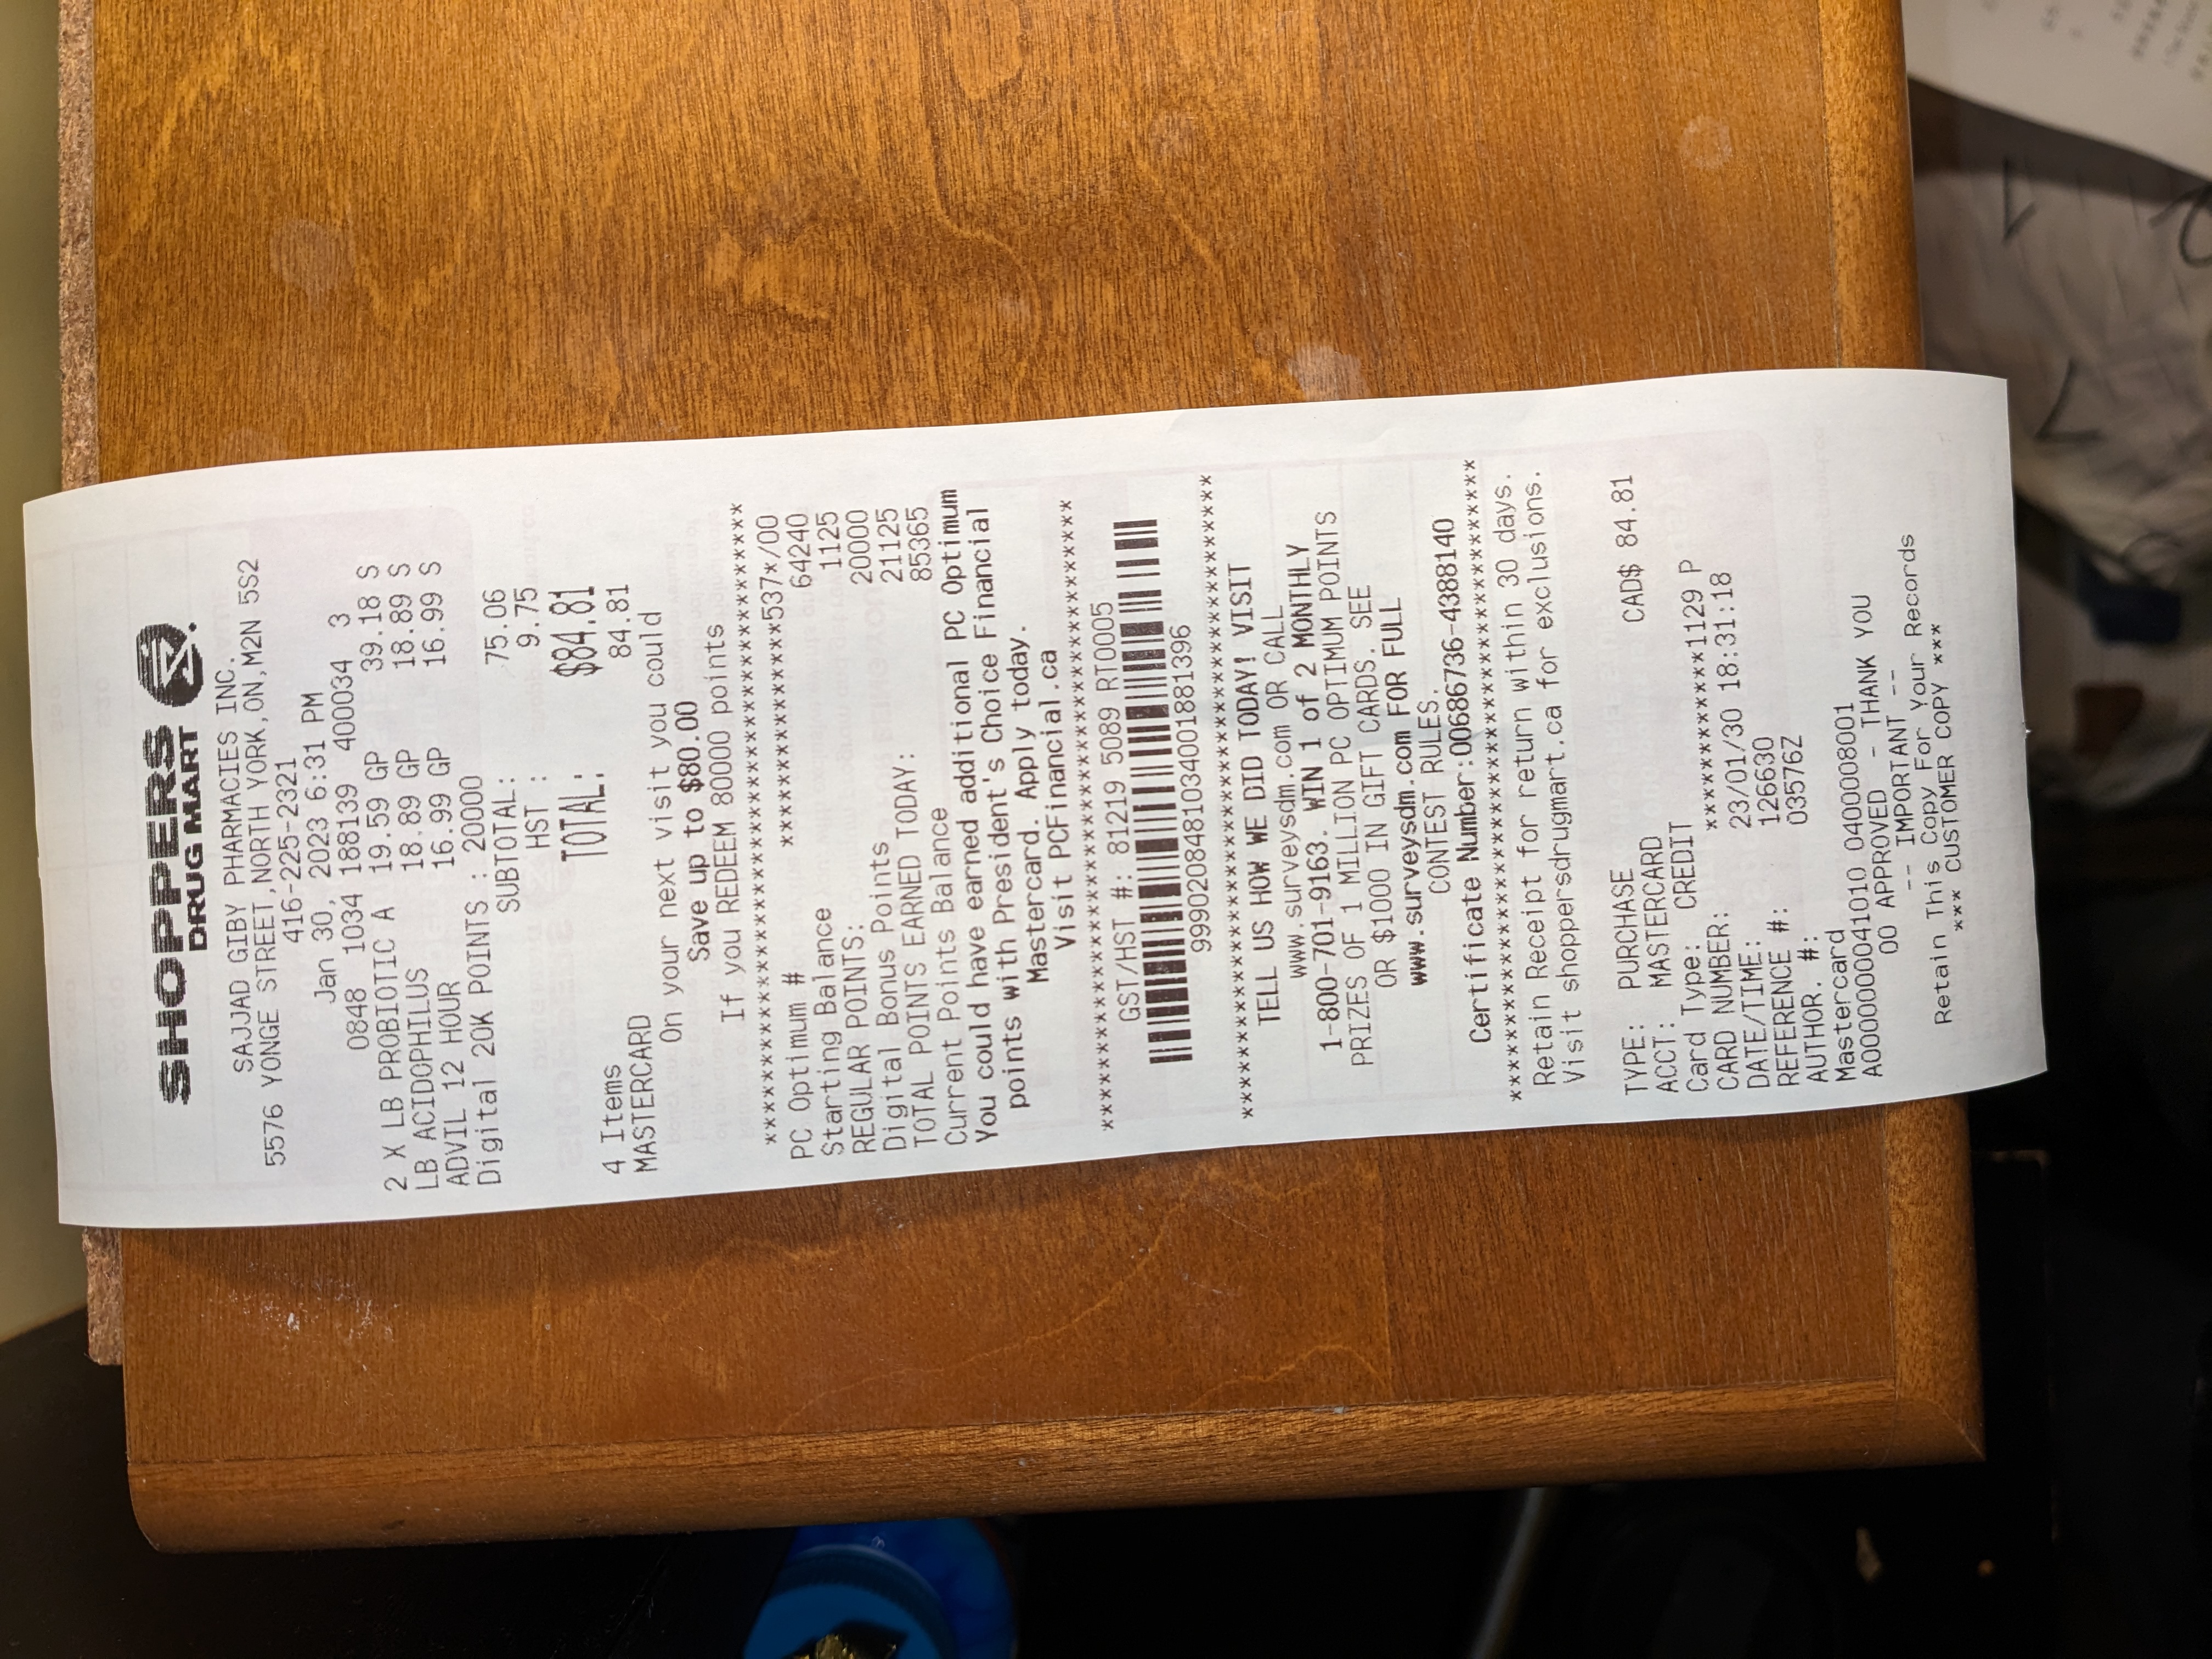 SHOPPERS
DRUG MART
SAJJAD GIBY PHARMACIES INC.
5576 YONGE STREET,NORTH YORK,ON,M2N 5S2
416-225-2321
Jan 30, 2023 6:31 PM
0848 1034 188139 400034 3
2 X LB PROBIOTIC A 19.59 GP 39.18 S
LB ACIDOPHILUS 18.89 GP 18.89 S
ADVIL 12 HOUR 16.99 GP 16.99 S
Digital 20K POINTS : 20000
SUBTOTAL: 75.06
HST : 9.75
TOTAL: $84.81
4 Items
MASTERCARD 84.81
On your next visit you could
Save up to $80.00
If you REDEEM 80000 points
******************************************
PC Optimum # **************537*/00
Starting Balance 64240
REGULAR POINTS: 1125
Digital Bonus Points 20000
TOTAL POINTS EARNED TODAY: 21125
Current Points Balance 85365
You could have earned additional PC Optimum
points with President's Choice Financial
Mastercard. Apply today.
Visit PCFinancial.ca
******************************************
GST/HST #: 81219 5089 RT0005
9990208481034001881396
******************************************
TELL US HOW WE DID TODAY! VISIT
www.surveysdm.com OR CALL
1-800-701-9163. WIN 1 of 2 MONTHLY
PRIZES OF 1 MILLION PC OPTIMUM POINTS
OR $1000 IN GIFT CARDS. SEE
www.surveysdm.com FOR FULL
CONTEST RULES.
Certificate Number:00686736-4388140
******************************************
Retain Receipt for return within 30 days.
Visit shoppersdrugmart.ca for exclusions.
TYPE: PURCHASE
ACCT: MASTERCARD CAD$ 84.81
Card Type: CREDIT
CARD NUMBER: ************1129 P
DATE/TIME: 23/01/30 18:31:18
REFERENCE #: 126630
AUTHOR. #: 03576Z
Mastercard
A0000000041010 0400008001
00 APPROVED - THANK YOU
-- IMPORTANT --
Retain This Copy For Your Records
*** CUSTOMER COPY ***